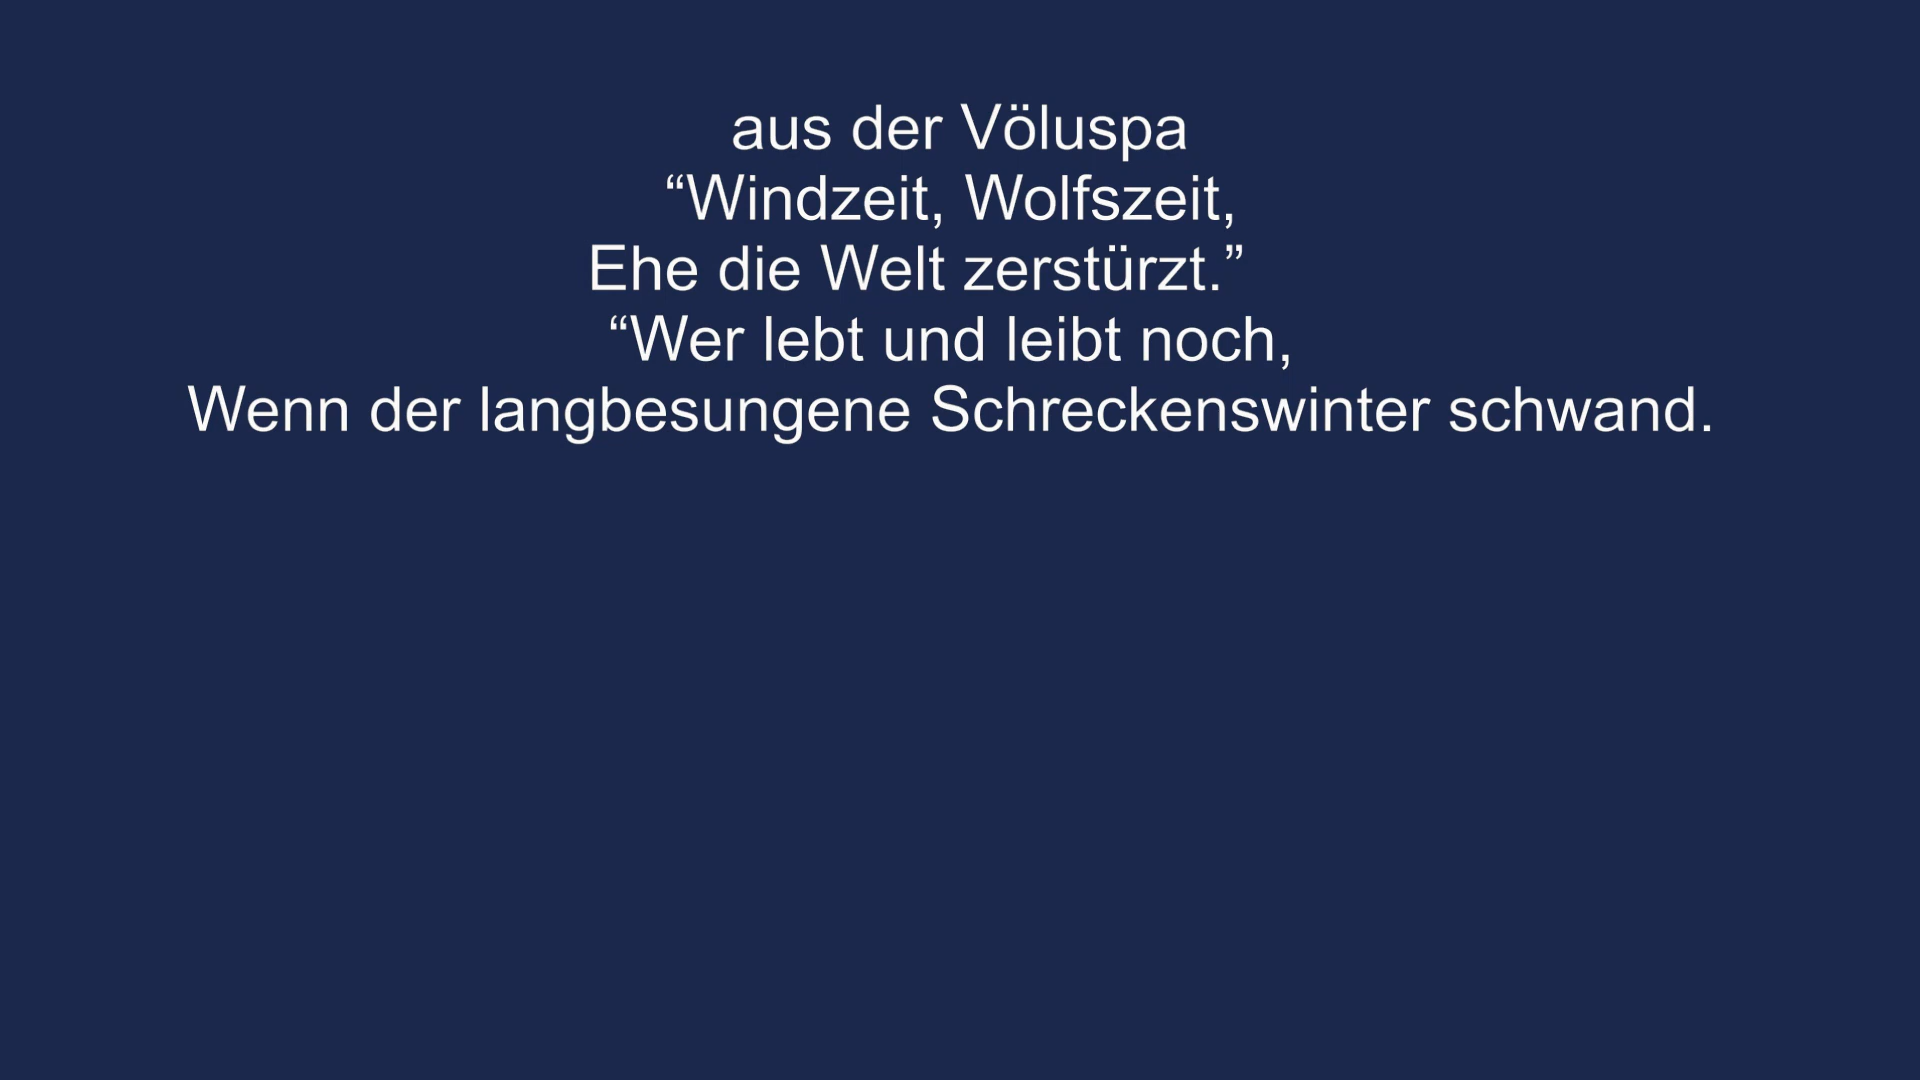 aus der Völuspa
“Windzeit, Wolfszeit,
Ehe die Welt zerstürzt.”
“Wer lebt und leibt noch,
Wenn der langbesungene Schreckenswinter schwand.